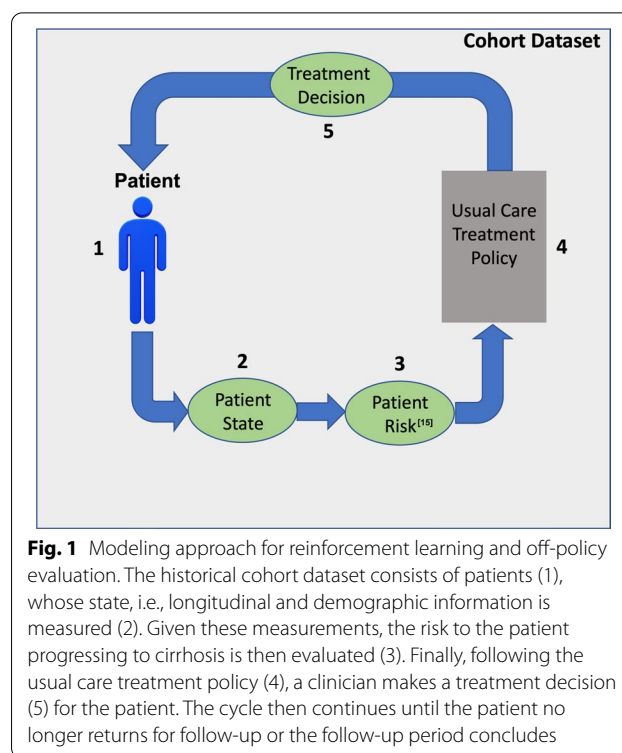 Cohort Dataset
Treatment
Decision
5
Patient
1
Usual Care
Treatment
Policy
4
2
Patient
State
3
Patient
Risk[15]
Fig. 1 Modeling approach for reinforcement learning and off-policy
evaluation. The historical cohort dataset consists of patients (1),
whose state, i.e., longitudinal and demographic information is
measured (2). Given these measurements, the risk to the patient
progressing to cirrhosis is then evaluated (3). Finally, following the
usual care treatment policy (4), a clinician makes a treatment decision
(5) for the patient. The cycle then continues until the patient no
longer returns for follow-up or the follow-up period concludes